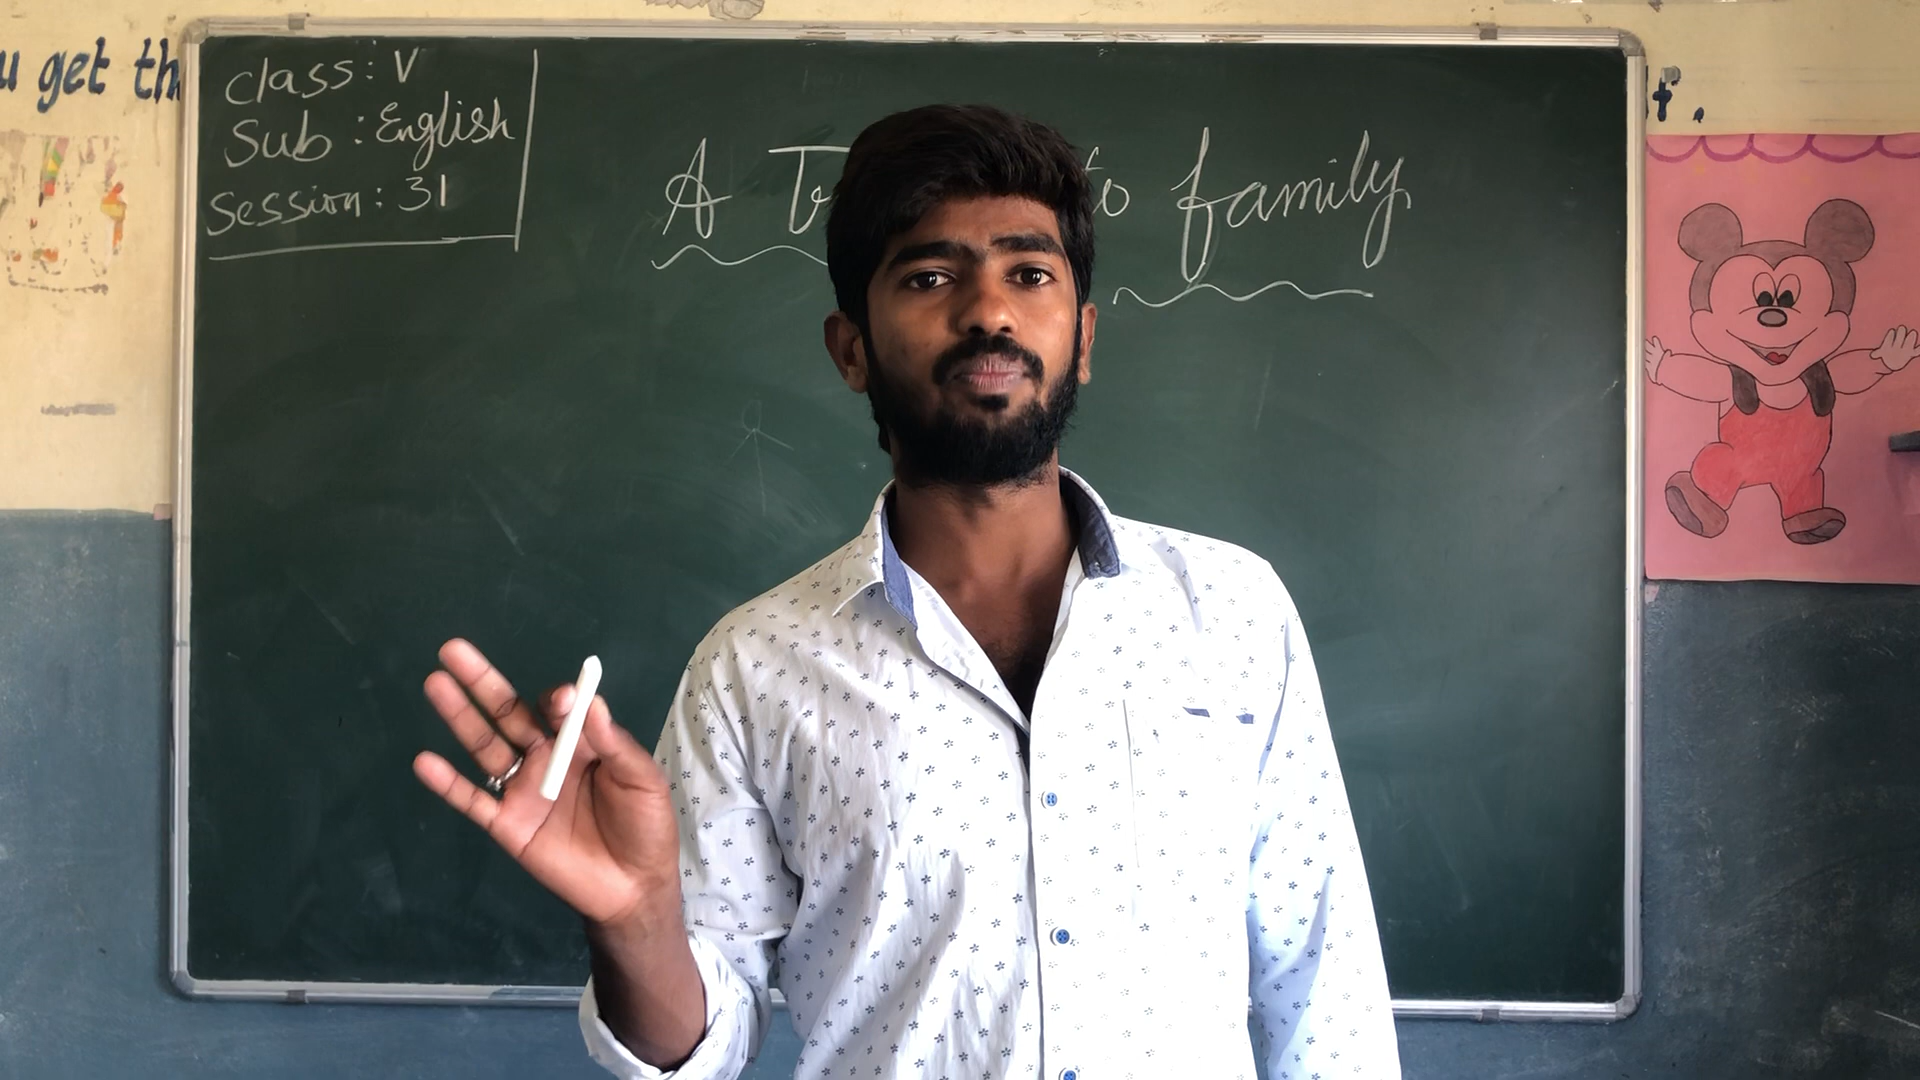 u get th
class: V
Sub: English
Session: 31
A to family